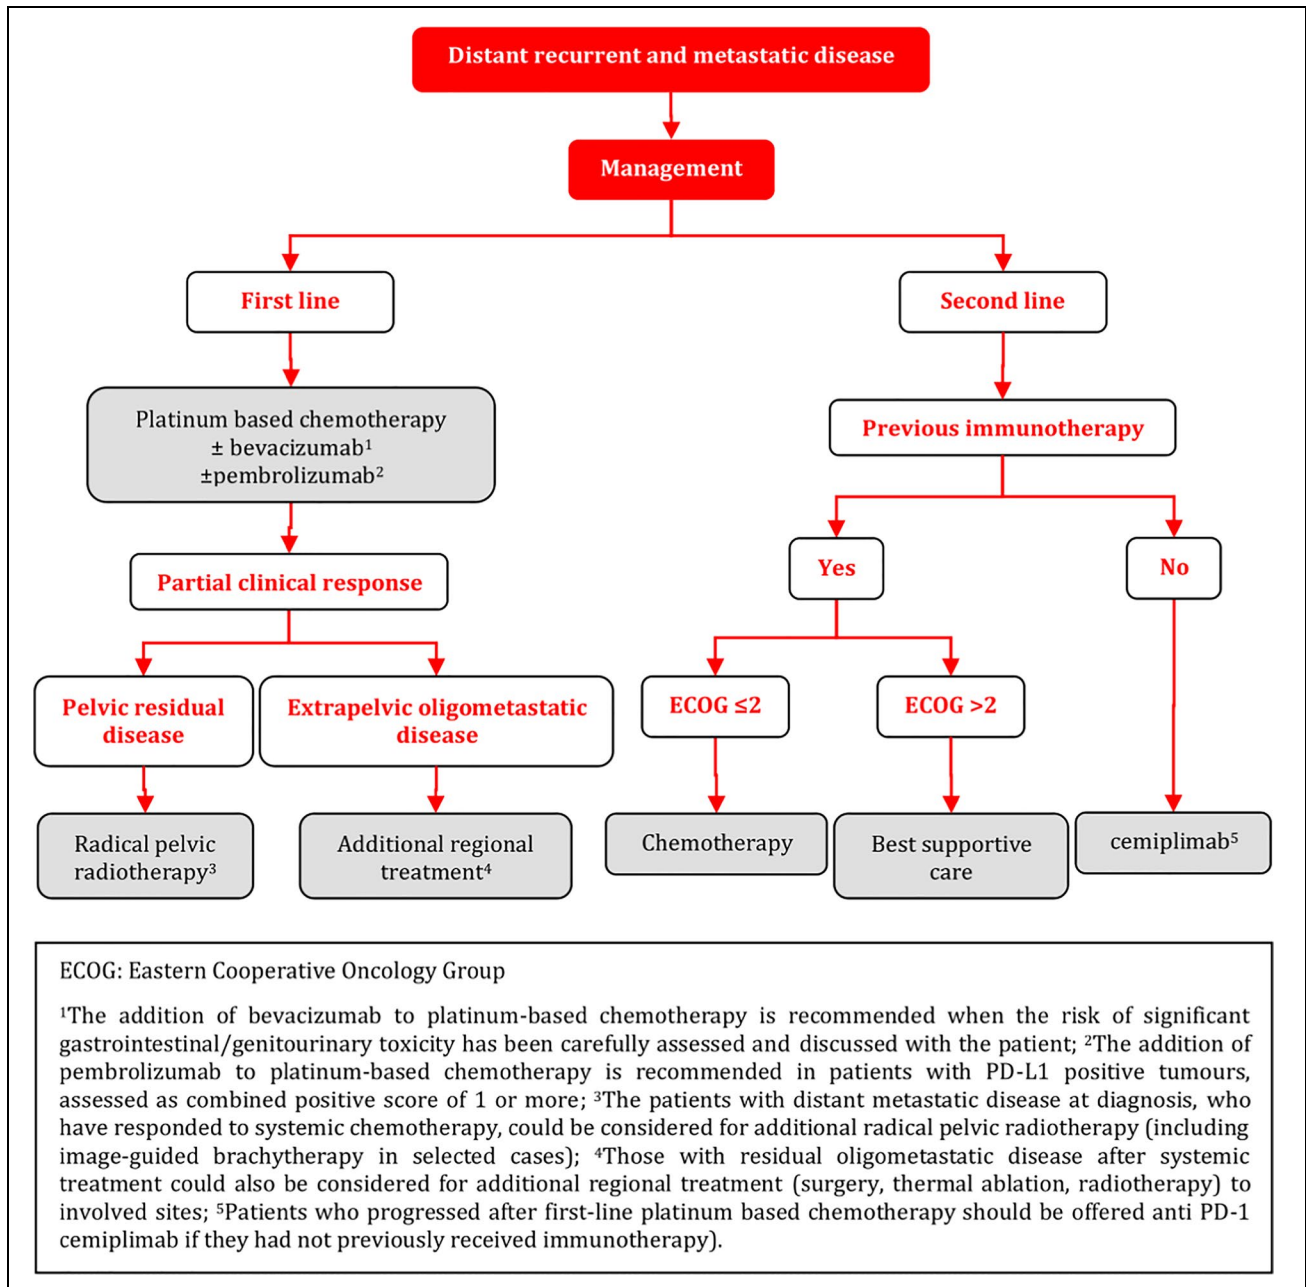 Distant recurrent and metastatic disease
Management
First line
Second line
Platinum based chemotherapy
± bevacizumab¹
±pembrolizumab²
Previous immunotherapy
Partial clinical response
Yes
No
Pelvic residual
disease
Extrapelvic oligometastatic
disease
ECOG ≤2
ECOG >2
Radical pelvic
radiotherapy³
Additional regional
treatment⁴
Chemotherapy
Best supportive
care
cemiplimab⁵
ECOG: Eastern Cooperative Oncology Group
¹The addition of bevacizumab to platinum-based chemotherapy is recommended when the risk of significant
gastrointestinal/genitourinary toxicity has been carefully assessed and discussed with the patient; ²The addition of
pembrolizumab to platinum-based chemotherapy is recommended in patients with PD-L1 positive tumours,
assessed as combined positive score of 1 or more; ³The patients with distant metastatic disease at diagnosis, who
have responded to systemic chemotherapy, could be considered for additional radical pelvic radiotherapy (including
image-guided brachytherapy in selected cases); ⁴Those with residual oligometastatic disease after systemic
treatment could also be considered for additional regional treatment (surgery, thermal ablation, radiotherapy) to
involved sites; ⁵Patients who progressed after first-line platinum based chemotherapy should be offered anti PD-1
cemiplimab if they had not previously received immunotherapy).